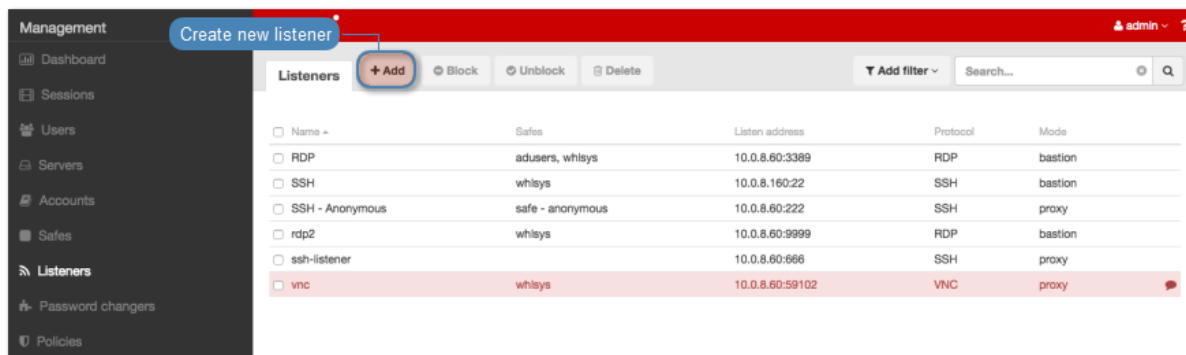 Management
Create new listener
admin
?
Dashboard
Sessions
Users
Servers
Accounts
Safes
Listeners
Password changers
Policies
Listeners
+ Add
Block
Unblock
Delete
Add filter
Search...
Name Safes Listen address Protocol Mode
RDP adusers, whlsys 10.0.8.60:3389 RDP bastion
SSH whlsys 10.0.8.160:22 SSH bastion
SSH - Anonymous safe - anonymous 10.0.8.60:222 SSH proxy
rdp2 whlsys 10.0.8.60:9999 RDP bastion
ssh-listener 10.0.8.60:666 SSH proxy
vnc whlsys 10.0.8.60:59102 VNC proxy